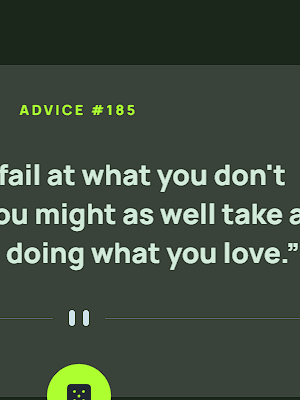 ADVICE #185
fail at what you don't
ou might as well take a
doing what you love.”